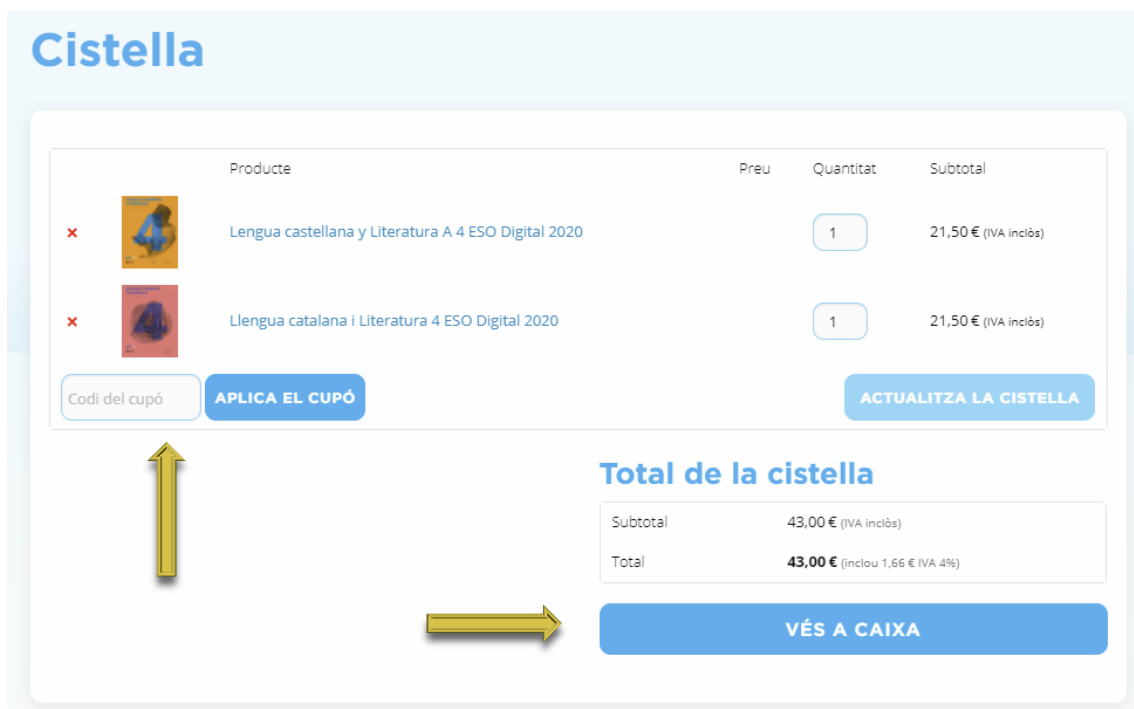 Cistella
Producte Preu Quantitat Subtotal
4
× Lengua castellana y Literatura A 4 ESO Digital 2020 1 21,50 € (IVA inclòs)
4
× Llengua catalana i Literatura 4 ESO Digital 2020 1 21,50 € (IVA inclòs)
Codi del cupó APLICA EL CUPÓ ACTUALITZA LA CISTELLA
Total de la cistella
Subtotal 43,00 € (IVA inclòs)
Total 43,00 € (inclou 1,66 € IVA 4%)
VÉS A CAIXA